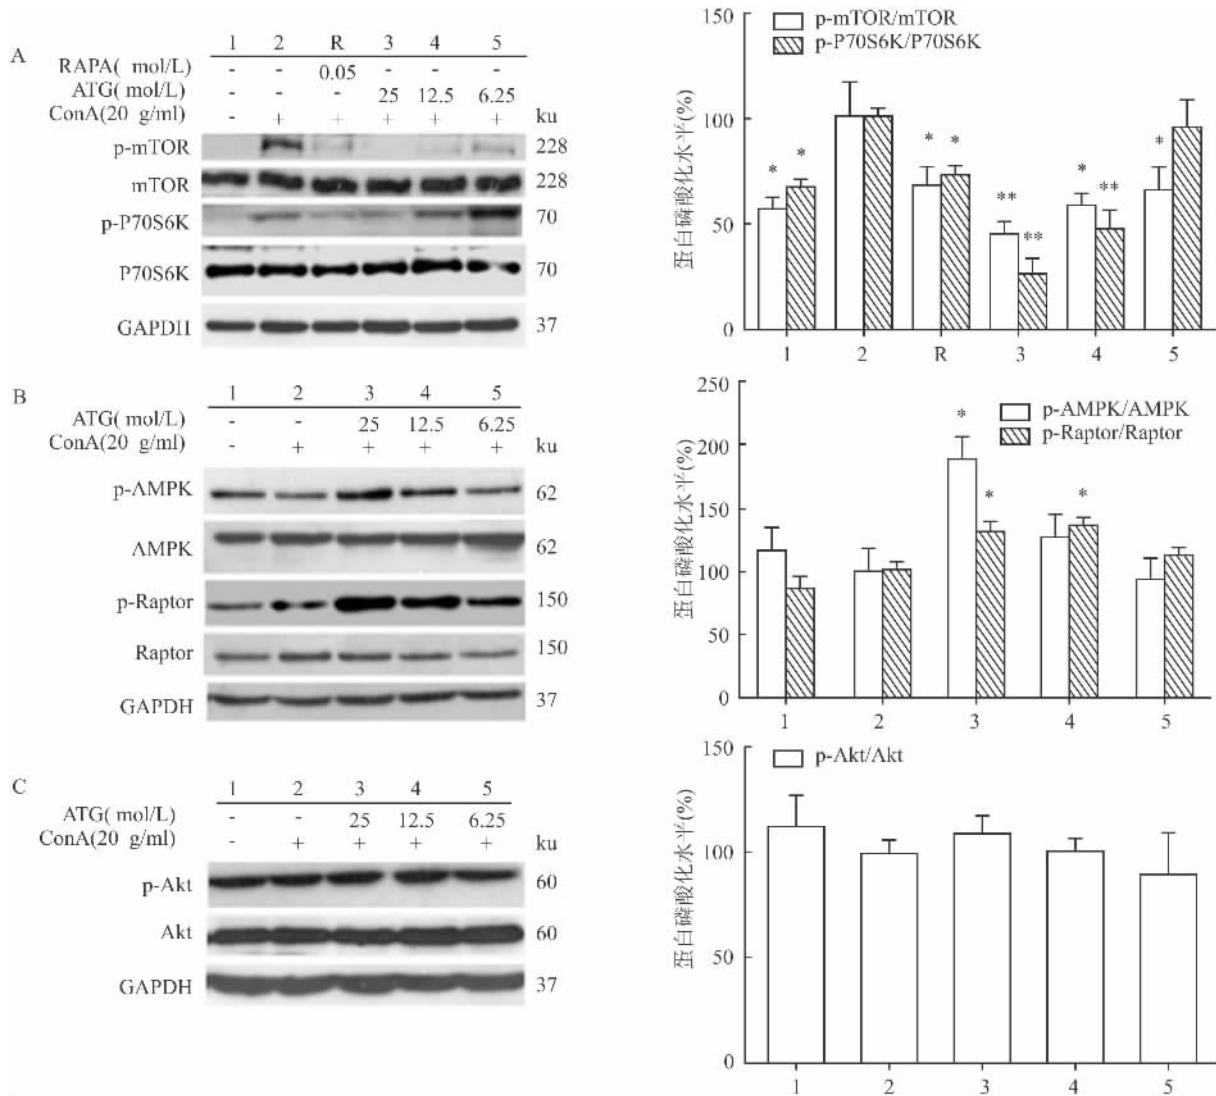 A
1 2 R 3 4 5
RAPA( mol/L) - - 0.05 - - -
ATG( mol/L) - - - 25 12.5 6.25
ConA(20 g/ml) - + + + + + ku
p-mTOR 228
mTOR 228
p-P70S6K 70
P70S6K 70
GAPDH 37
p-mTOR/mTOR
p-P70S6K/P70S6K
蛋白磷酸化水平(%)
150
100
50
0
* * * * ** ** * ** *
1 2 R 3 4 5
B
1 2 3 4 5
ATG( mol/L) - - 25 12.5 6.25
ConA(20 g/ml) - + + + + ku
p-AMPK 62
AMPK 62
p-Raptor 150
Raptor 150
GAPDH 37
p-AMPK/AMPK
p-Raptor/Raptor
蛋白磷酸化水平(%)
250
200
150
100
50
0
* * *
1 2 3 4 5
C
1 2 3 4 5
ATG( mol/L) - - 25 12.5 6.25
ConA(20 g/ml) - + + + + ku
p-Akt 60
Akt 60
GAPDH 37
p-Akt/Akt
蛋白磷酸化水平(%)
150
100
50
0
1 2 3 4 5